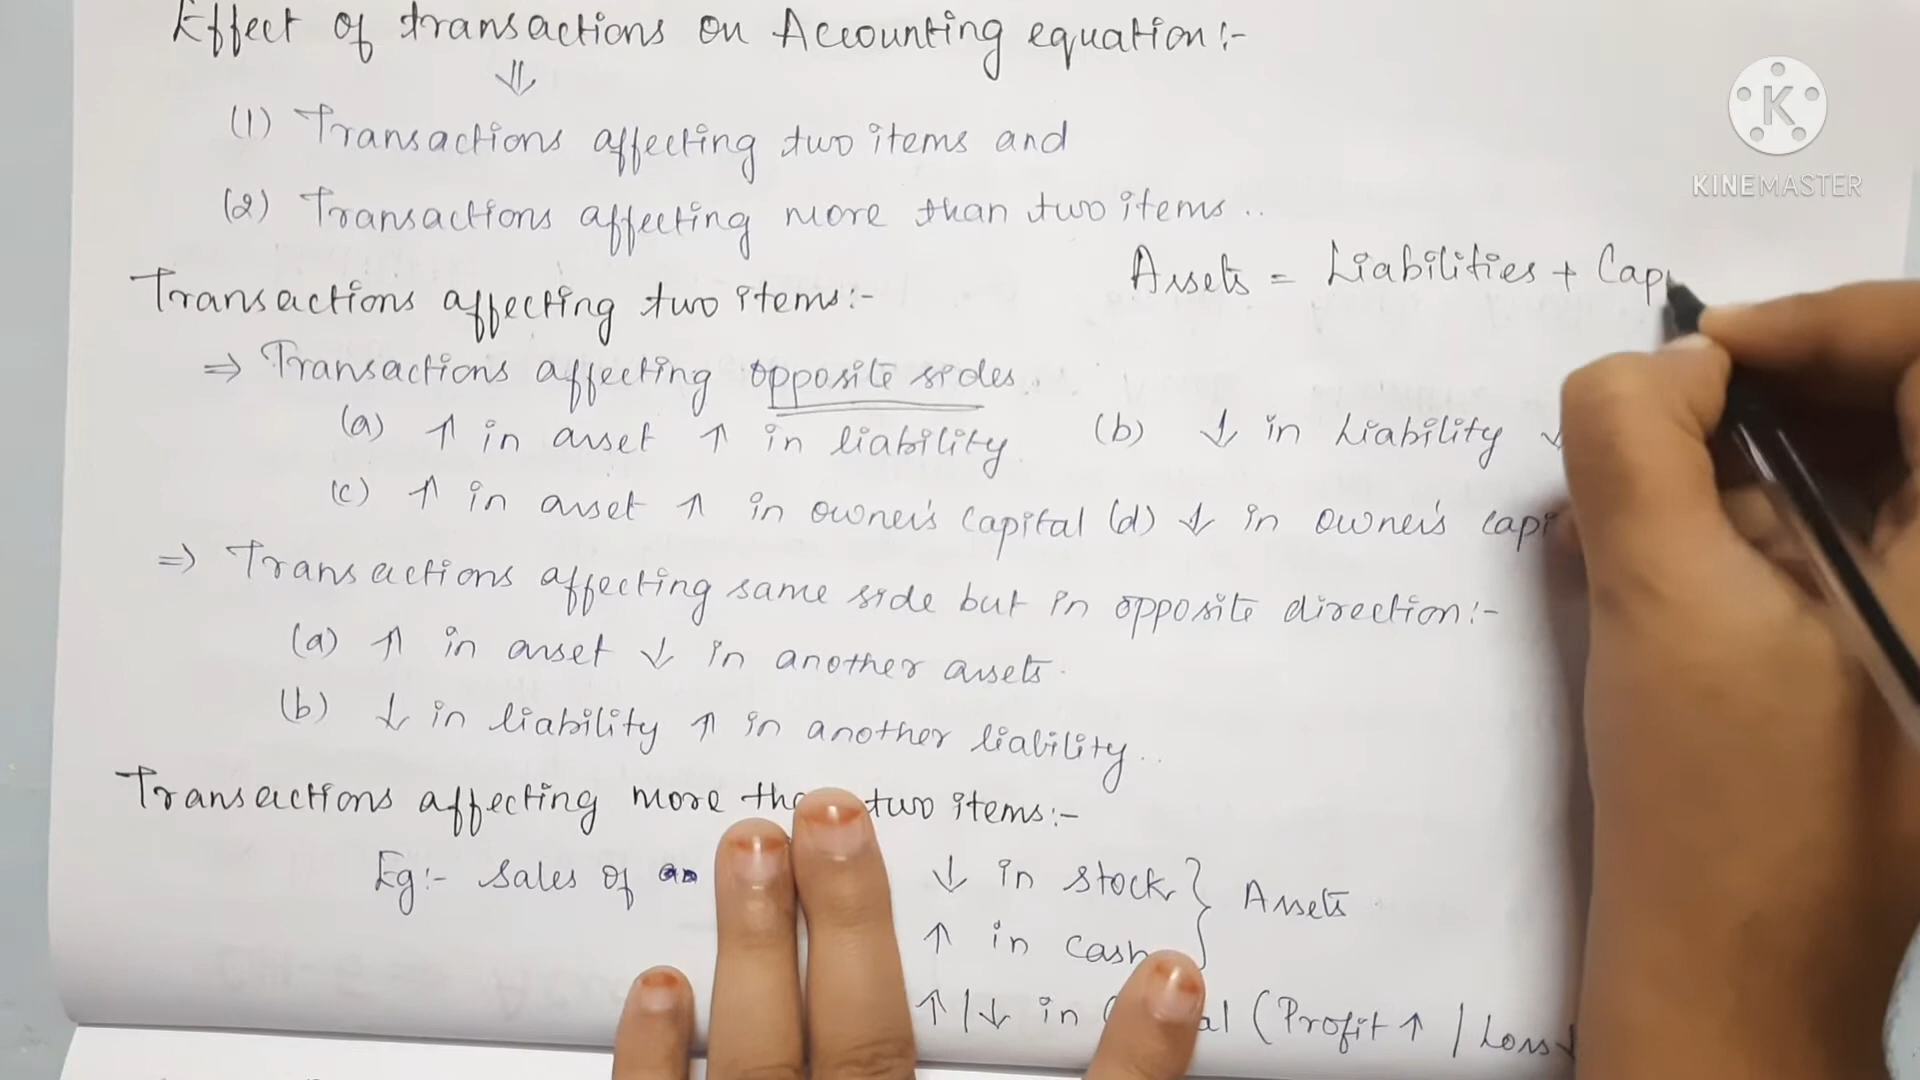 Effect of transactions on Accounting equation:-
⇓
(1) Transactions affecting two items and
(2) Transactions affecting more than two items..
Assets = Liabilities + Cap
Transactions affecting two items:-
⇒ Transactions affecting opposite sides.
(a) ↑ in asset ↑ in liability. (b) ↓ in Liability ↓
(c) ↑ in asset ↑ in owner's capital (d) ↓ in owner's capi
⇒ Transactions affecting same side but in opposite direction:-
(a) ↑ in asset ↓ in another assets.
(b) ↓ in liability ↑ in another liability..
Transactions affecting more two items:-
Eg:- Sales of ↓ in stock } Assets
↑ in cash
↑/↓ in (Profit ↑ / Loss ↓
KINEMASTER
K